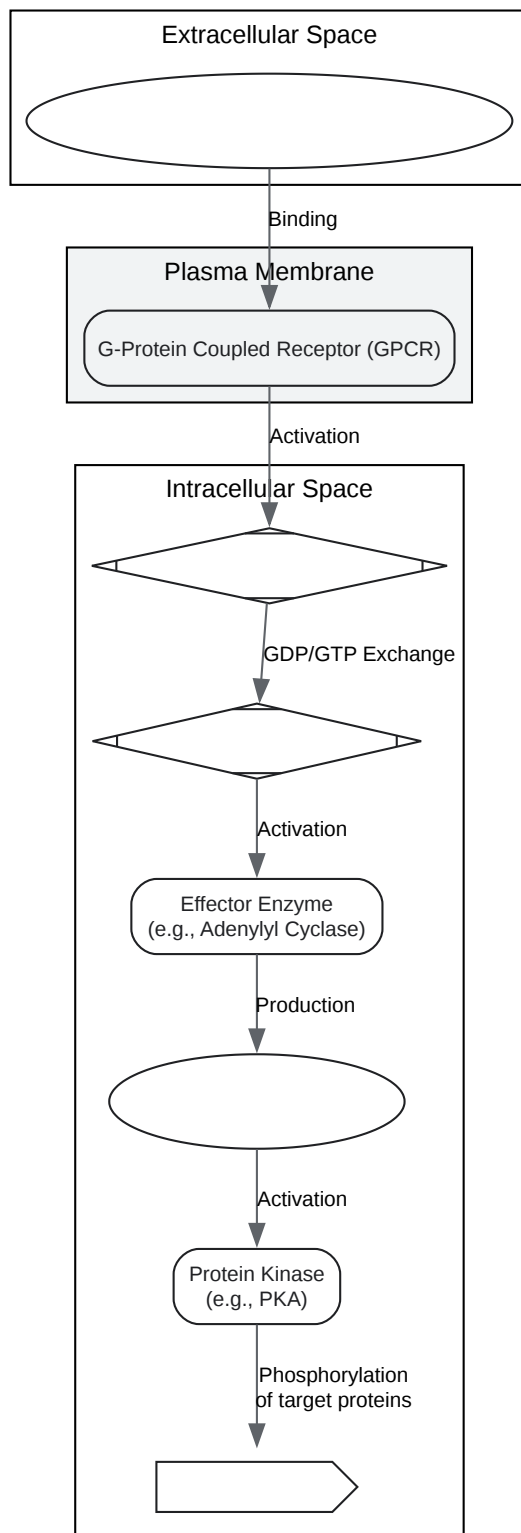 Extracellular Space
Binding
Plasma Membrane
G-Protein Coupled Receptor (GPCR)
Activation
Intracellular Space
GDP/GTP Exchange
Activation
Effector Enzyme
(e.g., Adenylyl Cyclase)
Production
Activation
Protein Kinase
(e.g., PKA)
Phosphorylation
of target proteins